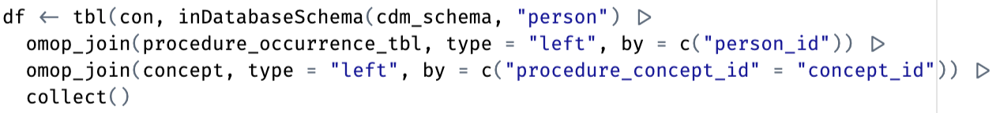 df <- tbl(con, inDatabaseSchema(cdm_schema, "person") |>
  omop_join(procedure_occurrence_tbl, type = "left", by = c("person_id")) |>
  omop_join(concept, type = "left", by = c("procedure_concept_id" = "concept_id")) |>
  collect()